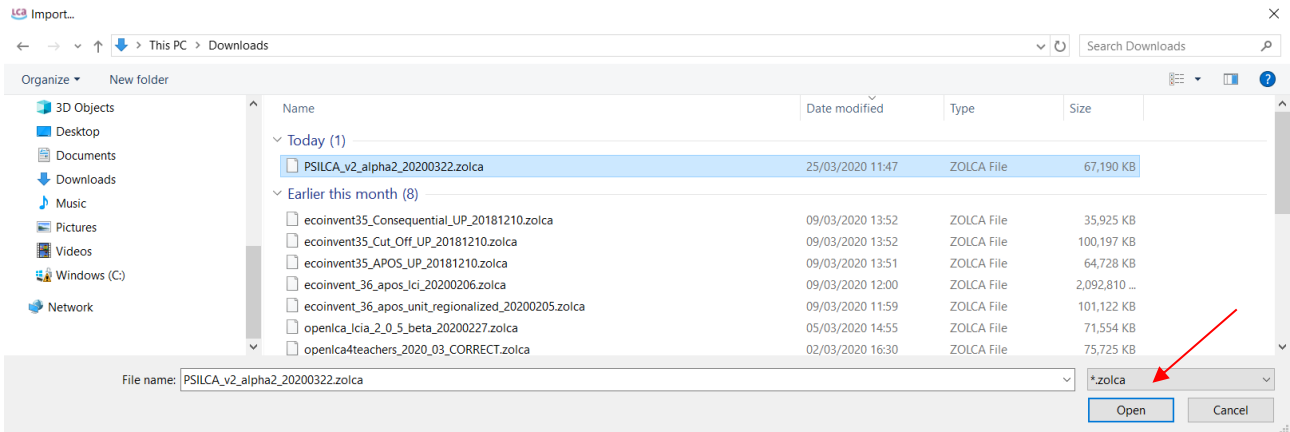 LCA Import...
This PC > Downloads
Search Downloads
Organize New folder
3D Objects
Desktop
Documents
Downloads
Music
Pictures
Videos
Windows (C:)
Network
Name Date modified Type Size
Today (1)
PSILCA_v2_alpha2_20200322.zolca 25/03/2020 11:47 ZOLCA File 67,190 KB
Earlier this month (8)
ecoinvent35_Consequential_UP_20181210.zolca 09/03/2020 13:52 ZOLCA File 35,925 KB
ecoinvent35_Cut_Off_UP_20181210.zolca 09/03/2020 13:52 ZOLCA File 100,197 KB
ecoinvent35_APOS_UP_20181210.zolca 09/03/2020 13:51 ZOLCA File 64,728 KB
ecoinvent_36_apos_lci_20200206.zolca 09/03/2020 12:00 ZOLCA File 2,092,810 ...
ecoinvent_36_apos_unit_regionalized_20200205.zolca 09/03/2020 11:59 ZOLCA File 101,122 KB
openlca_lcia_2_0_5_beta_20200227.zolca 05/03/2020 14:55 ZOLCA File 71,554 KB
openlca4teachers_2020_03_CORRECT.zolca 02/03/2020 16:30 ZOLCA File 75,725 KB
File name: PSILCA_v2_alpha2_20200322.zolca *.zolca
Open Cancel